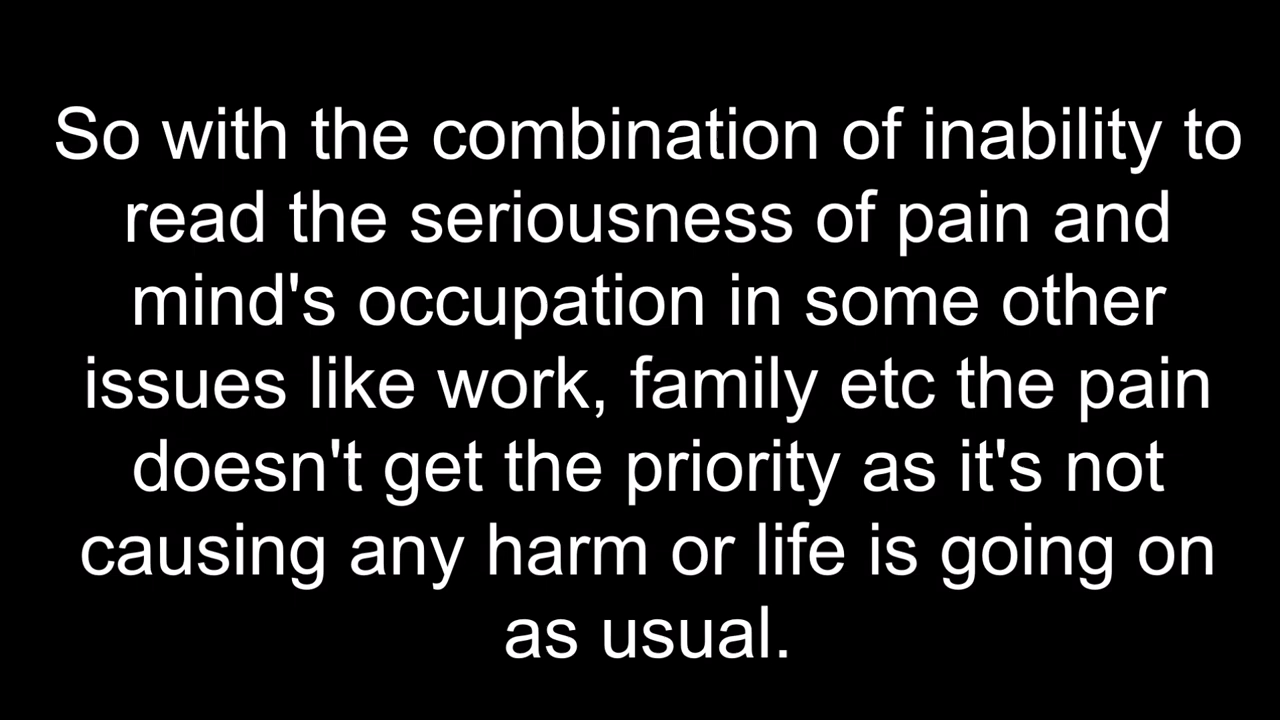 So with the combination of inability to
read the seriousness of pain and
mind's occupation in some other
issues like work, family etc the pain
doesn't get the priority as it's not
causing any harm or life is going on
as usual.